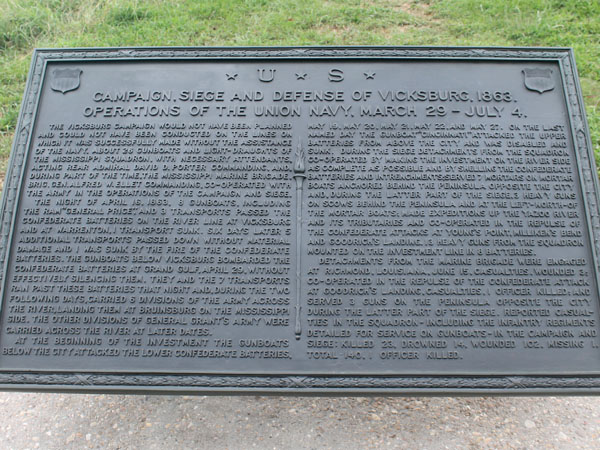 ★ U ★ S ★
CAMPAIGN, SIEGE AND DEFENSE OF VICKSBURG, 1863.
OPERATIONS OF THE UNION NAVY, MARCH 29 – JULY 4.
THE VICKSBURG CAMPAIGN WOULD NOT HAVE BEEN PLANNED
AND COULD NOT HAVE BEEN CONDUCTED ON THE LINES ON
WHICH IT WAS SUCCESSFULLY MADE WITHOUT THE ASSISTANCE
OF THE NAVY. ABOUT 30 GUNBOATS AND LIGHT-DRAUGHTS OF
THE MISSISSIPPI SQUADRON, WITH NECESSARY ATTENDANTS,
ACTING REAR ADMIRAL DAVID D. PORTER COMMANDING, AND,
DURING PART OF THE TIME, THE MISSISSIPPI MARINE BRIGADE,
BRIG. GEN. ALFRED W. ELLET COMMANDING, CO-OPERATED WITH
THE ARMY IN THE OPERATIONS OF THE CAMPAIGN AND SIEGE.
THE NIGHT OF APRIL 16, 1863, 8 GUNBOATS, INCLUDING
THE RAM "GENERAL PRICE," AND 3 TRANSPORTS PASSED THE
CONFEDERATE BATTERIES ON THE RIVER LINE AT VICKSBURG
AND AT WARRENTON, 1 TRANSPORT SUNK. SIX DAYS LATER 5
ADDITIONAL TRANSPORTS PASSED DOWN WITHOUT MATERIAL
DAMAGE AND 1 WAS SUNK BY THE FIRE OF THE CONFEDERATE
BATTERIES. THE GUNBOATS BELOW VICKSBURG BOMBARDED THE
CONFEDERATE BATTERIES AT GRAND GULF, APRIL 29, WITHOUT
EFFECTIVELY SILENCING THEM. THEY AND THE 7 TRANSPORTS
RAN PAST THESE BATTERIES THAT NIGHT AND, DURING THE TWO
FOLLOWING DAYS, CARRIED 6 DIVISIONS OF THE ARMY ACROSS
THE RIVER, LANDING THEM AT BRUINSBURG ON THE MISSISSIPPI
SIDE. THE OTHER DIVISIONS OF GENERAL GRANT'S ARMY WERE
CARRIED ACROSS THE RIVER AT LATER DATES.
AT THE BEGINNING OF THE INVESTMENT THE GUNBOATS
BELOW THE CITY ATTACKED THE LOWER CONFEDERATE BATTERIES,
MAY 19, MAY 20, MAY 21, MAY 22, AND MAY 27. ON THE LAST
NAMED DAY THE GUNBOAT "CINCINNATI" ATTACKED THE UPPER
BATTERIES FROM ABOVE THE CITY AND WAS DISABLED AND
SUNK. DURING THE SIEGE DETACHMENTS FROM THE SQUADRON
CO-OPERATED BY MAKING THE INVESTMENT ON THE RIVER SIDE
AS COMPLETE AS POSSIBLE AND BY SHELLING THE CONFEDERATE
BATTERIES AND INTRENCHMENTS; SERVED 7 MORTARS ON MORTAR
BOATS ANCHORED BEHIND THE PENINSULA OPPOSITE THE CITY
AND, DURING THE LATTER PART OF THE SIEGE, 3 HEAVY GUNS
ON SCOWS BEHIND THE PENINSULA AND AT THE LEFT-NORTH-OF
THE MORTAR BOATS; MADE EXPEDITIONS UP THE YAZOO RIVER
AND ITS TRIBUTARIES AND CO-OPERATED IN THE REPULSE OF
THE CONFEDERATE ATTACKS AT YOUNG'S POINT, MILLIKEN'S BEND
AND GOODRICH'S LANDING. 13 HEAVY GUNS FROM THE SQUADRON
MOUNTED ON THE INVESTMENT LINE IN 5 BATTERIES.
DETACHMENTS FROM THE MARINE BRIGADE WERE ENGAGED
AT RICHMOND, LOUISIANA, JUNE 15, CASUALTIES, WOUNDED 3;
CO-OPERATED IN THE REPULSE OF THE CONFEDERATE ATTACK
AT GOODRICH'S LANDING, CASUALTIES, 1 OFFICER KILLED; AND
SERVED 3 GUNS ON THE PENINSULA OPPOSITE THE CITY
DURING THE LATTER PART OF THE SIEGE. REPORTED CASUAL-
TIES IN THE SQUADRON - INCLUDING THE INFANTRY REGIMENTS
DETAILED FOR SERVICE ON GUNBOATS - IN THE CAMPAIGN AND
SIEGE: KILLED 23, DROWNED 14, WOUNDED 102, MISSING 1,
TOTAL 140. 1 OFFICER KILLED.